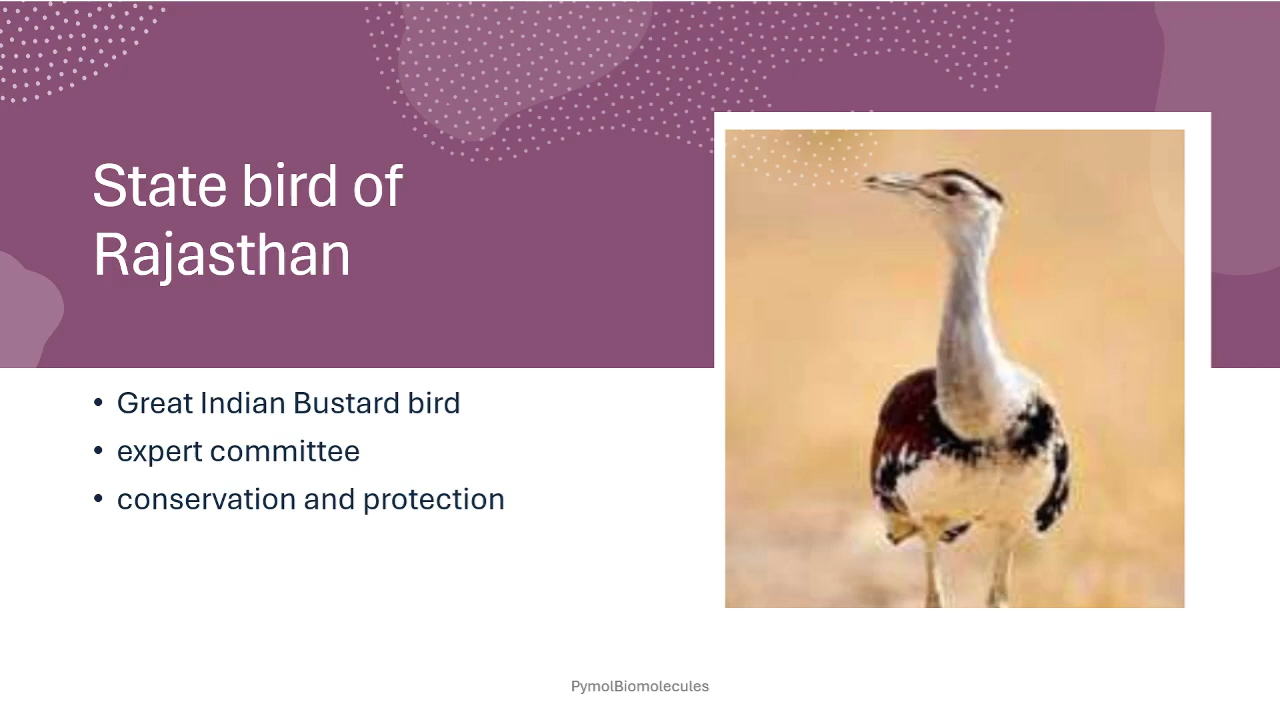 State bird of
Rajasthan
• Great Indian Bustard bird
• expert committee
• conservation and protection
PymolBiomolecules